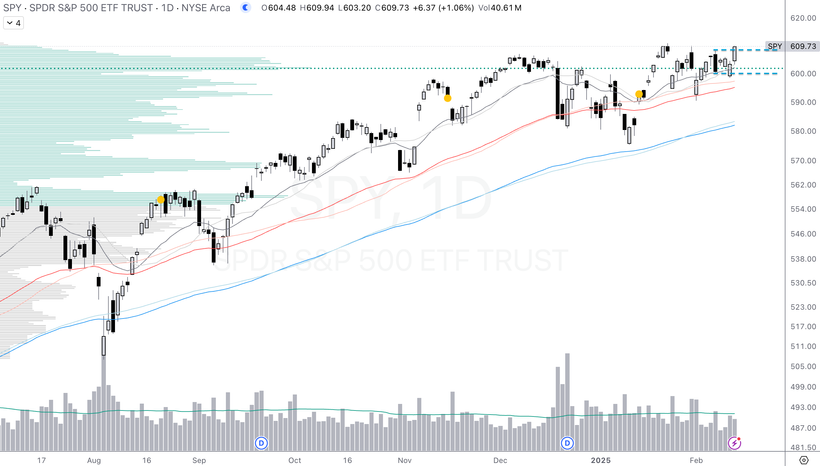 SPY · SPDR S&P 500 ETF TRUST · 1D · NYSE Arca O604.48 H609.94 L603.20 C609.73 +6.37 (+1.06%) Vol40.61 M
4
620.00
SPY 609.73
600.00
590.00
580.00
570.00
562.00
554.00
546.00
538.00
530.50
523.00
517.00
511.00
505.00
499.00
493.00
487.00
481.50
SPY, 1D
SPDR S&P 500 ETF TRUST
D
D
17 Aug 16 Sep Oct 16 Nov Dec 2025 Feb